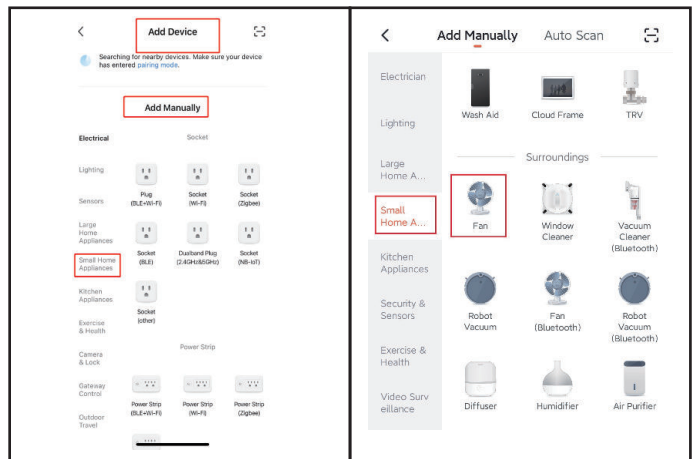 Add Device
Searching for nearby devices. Make sure your device
has entered pairing mode.
Add Manually
Electrical
Lighting
Sensors
Large
Home
Appliances
Small Home
Appliances
Kitchen
Appliances
Exercise
& Health
Camera
& Lock
Gateway
Control
Outdoor
Travel
Socket
Plug
(BLE+Wi-Fi)
Socket
(Wi-Fi)
Socket
(Zigbee)
Socket
(BLE)
Dualband Plug
(2.4GHz&5GHz)
Socket
(NB-IoT)
Socket
(other)
Power Strip
Power Strip
(BLE+Wi-Fi)
Power Strip
(Wi-Fi)
Power Strip
(Zigbee)
Add Manually
Auto Scan
Electrician
Lighting
Large
Home A...
Small
Home A...
Kitchen
Appliances
Security &
Sensors
Exercise &
Health
Video Surv
eillance
Wash Aid
Cloud Frame
TRV
Surroundings
Fan
Window
Cleaner
Vacuum
Cleaner
(Bluetooth)
Robot
Vacuum
Fan
(Bluetooth)
Robot
Vacuum
(Bluetooth)
Diffuser
Humidifier
Air Purifier